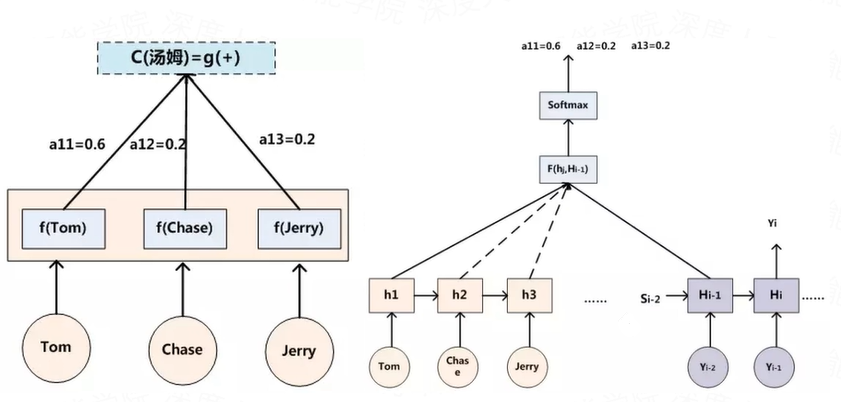 C(汤姆)=g(+)
a11=0.6 a12=0.2 a13=0.2
f(Tom) f(Chase) f(Jerry)
Tom Chase Jerry
a11=0.6 a12=0.2 a13=0.2
Softmax
F(hj,Hi-1)
Yi
h1 h2 h3 ...... Si-2 Hi-1 Hi ......
Tom Chas
e Jerry Yi-2 Yi-1